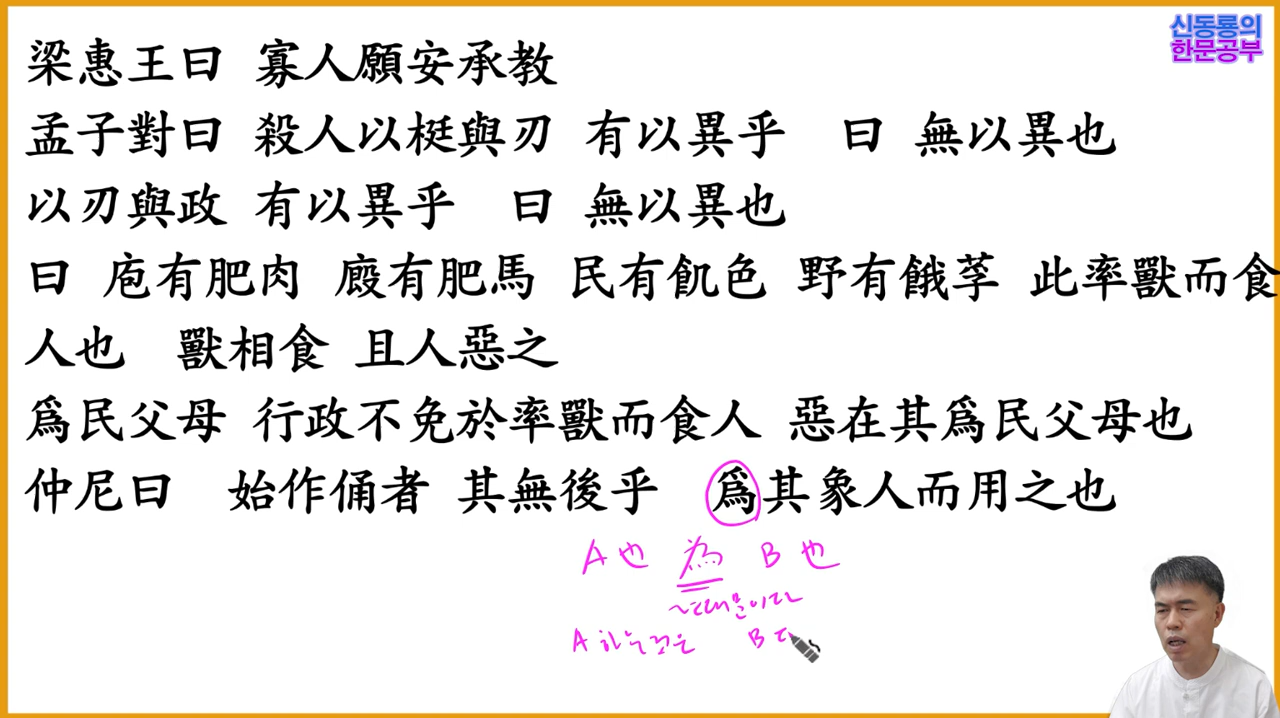 신동룡의
한문공부
梁惠王曰 寡人願安承教
孟子對曰 殺人以梃與刃 有以異乎 曰 無以異也
以刃與政 有以異乎 曰 無以異也
曰 庖有肥肉 廄有肥馬 民有飢色 野有餓莩 此率獸而食
人也 獸相食 且人惡之
爲民父母 行政不免於率獸而食人 惡在其爲民父母也
仲尼曰 始作俑者 其無後乎 爲其象人而用之也
A也 為 B也
~때문이다
A 하는 것은 B